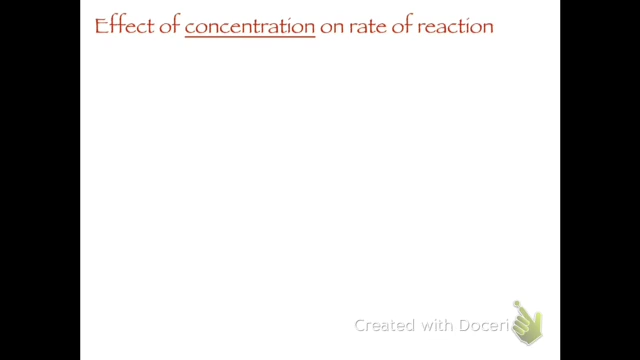 Effect of concentration on rate of reaction
Created with Doceri